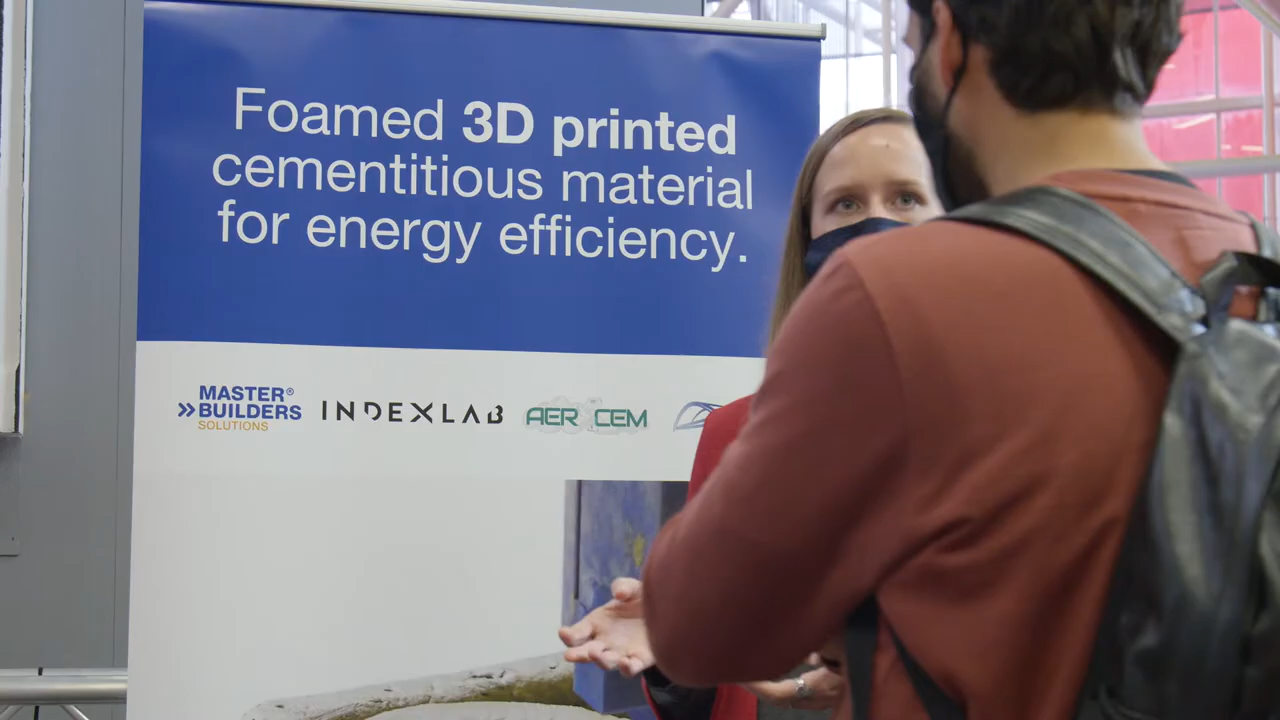 Foamed 3D printed
cementitious material
for energy efficiency.
MASTER®
BUILDERS
SOLUTIONS
INDEXLAB
AER CEM